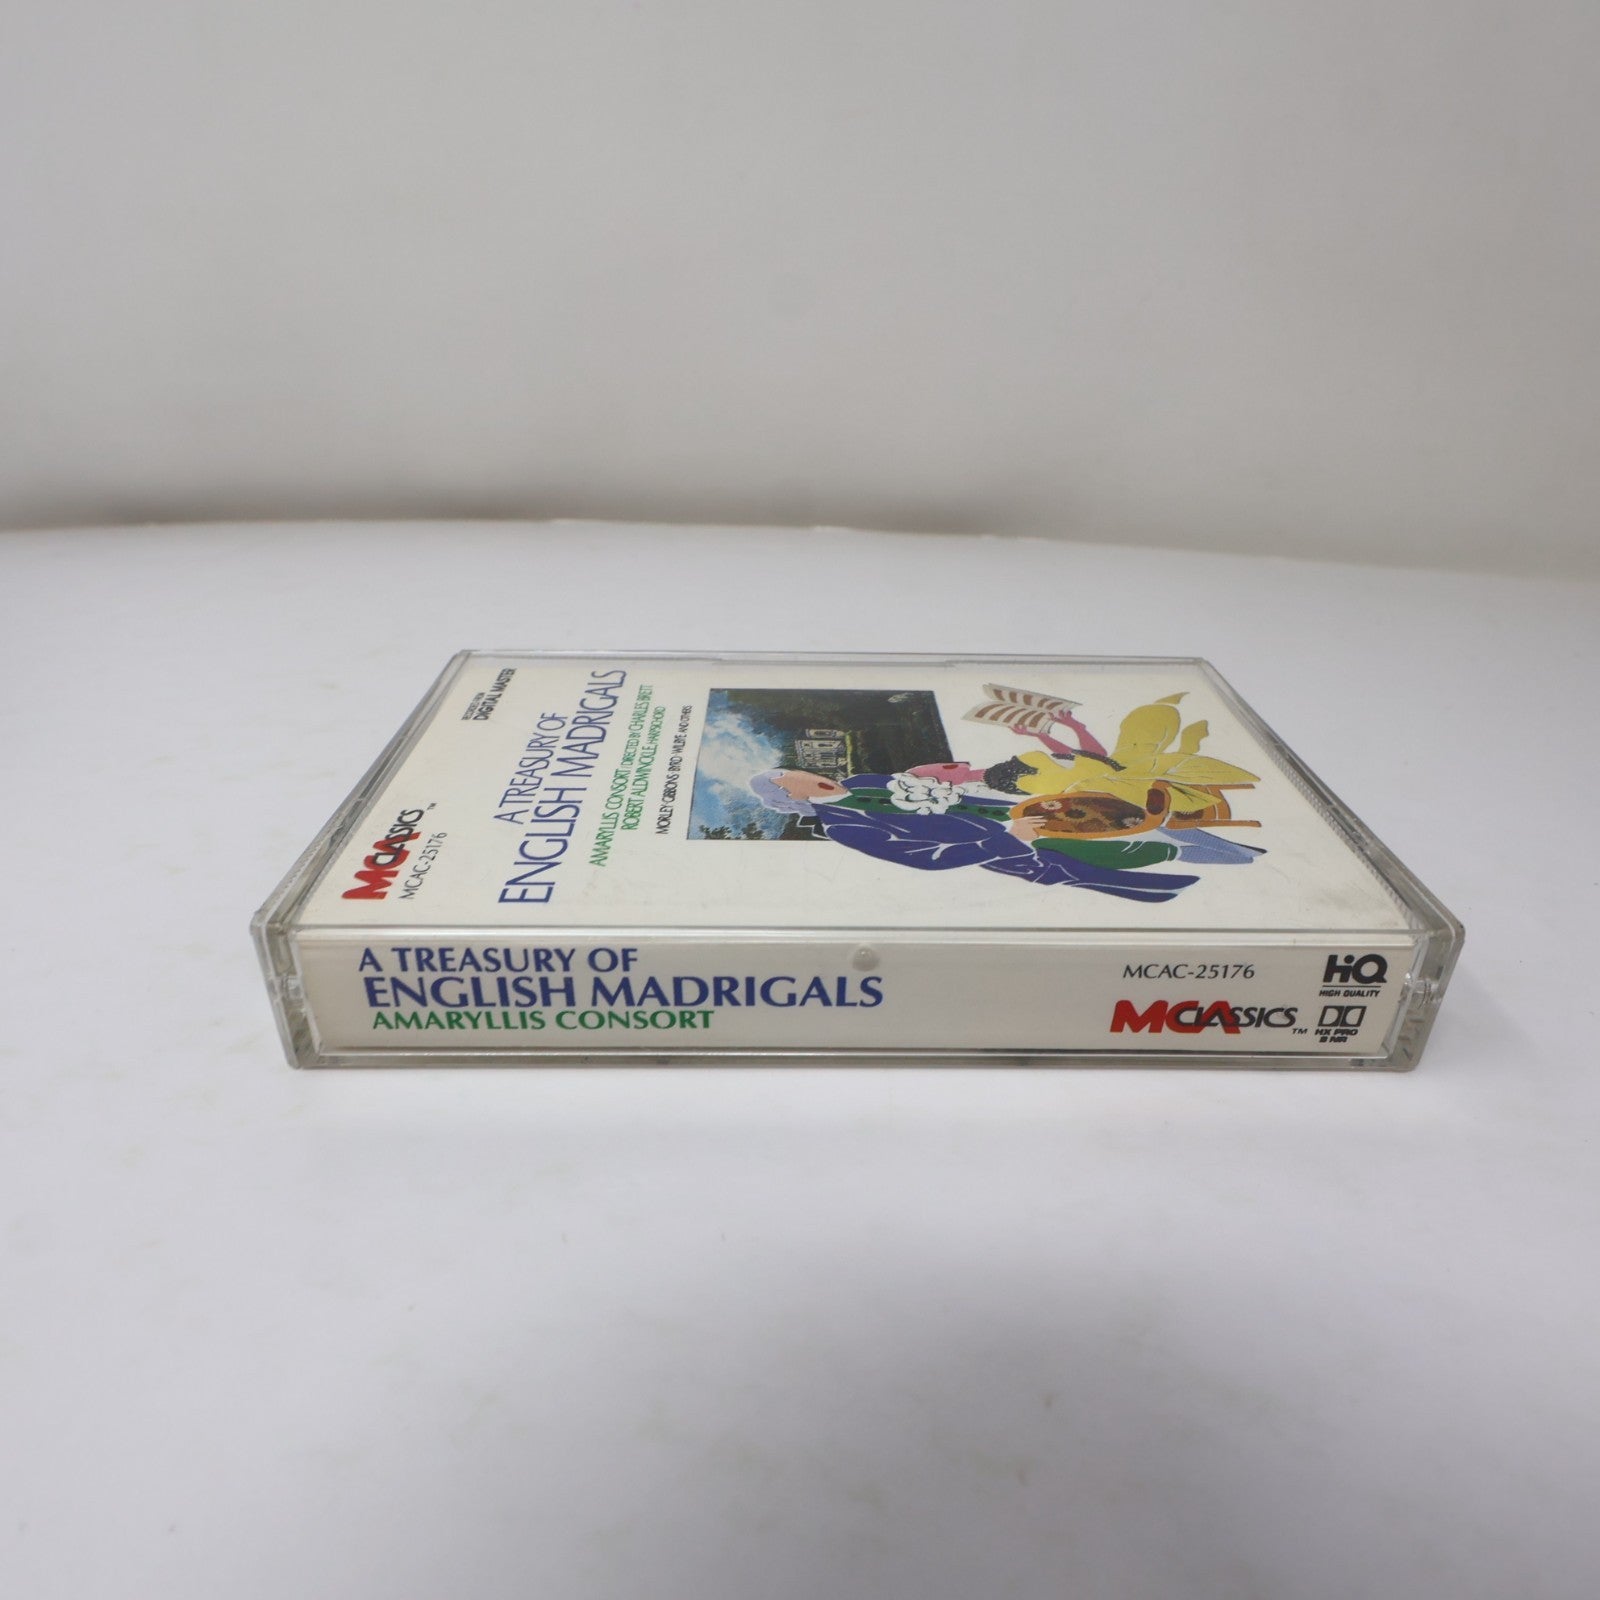 MCA CLASSICS ™
MCAC-25176
RECORDED FROM
DIGITAL MASTER
A TREASURY OF
ENGLISH MADRIGALS
AMARYLLIS CONSORT / DIRECTED BY CHARLES BRETT
ROBERT ALDWINCKLE, HARPSICHORD
MORLEY·GIBBONS·BYRD·WILBYE AND OTHERS
A TREASURY OF
ENGLISH MADRIGALS
AMARYLLIS CONSORT
MCAC-25176
MCA CLASSICS ™
HiQ
HIGH QUALITY
HX PRO
B NR